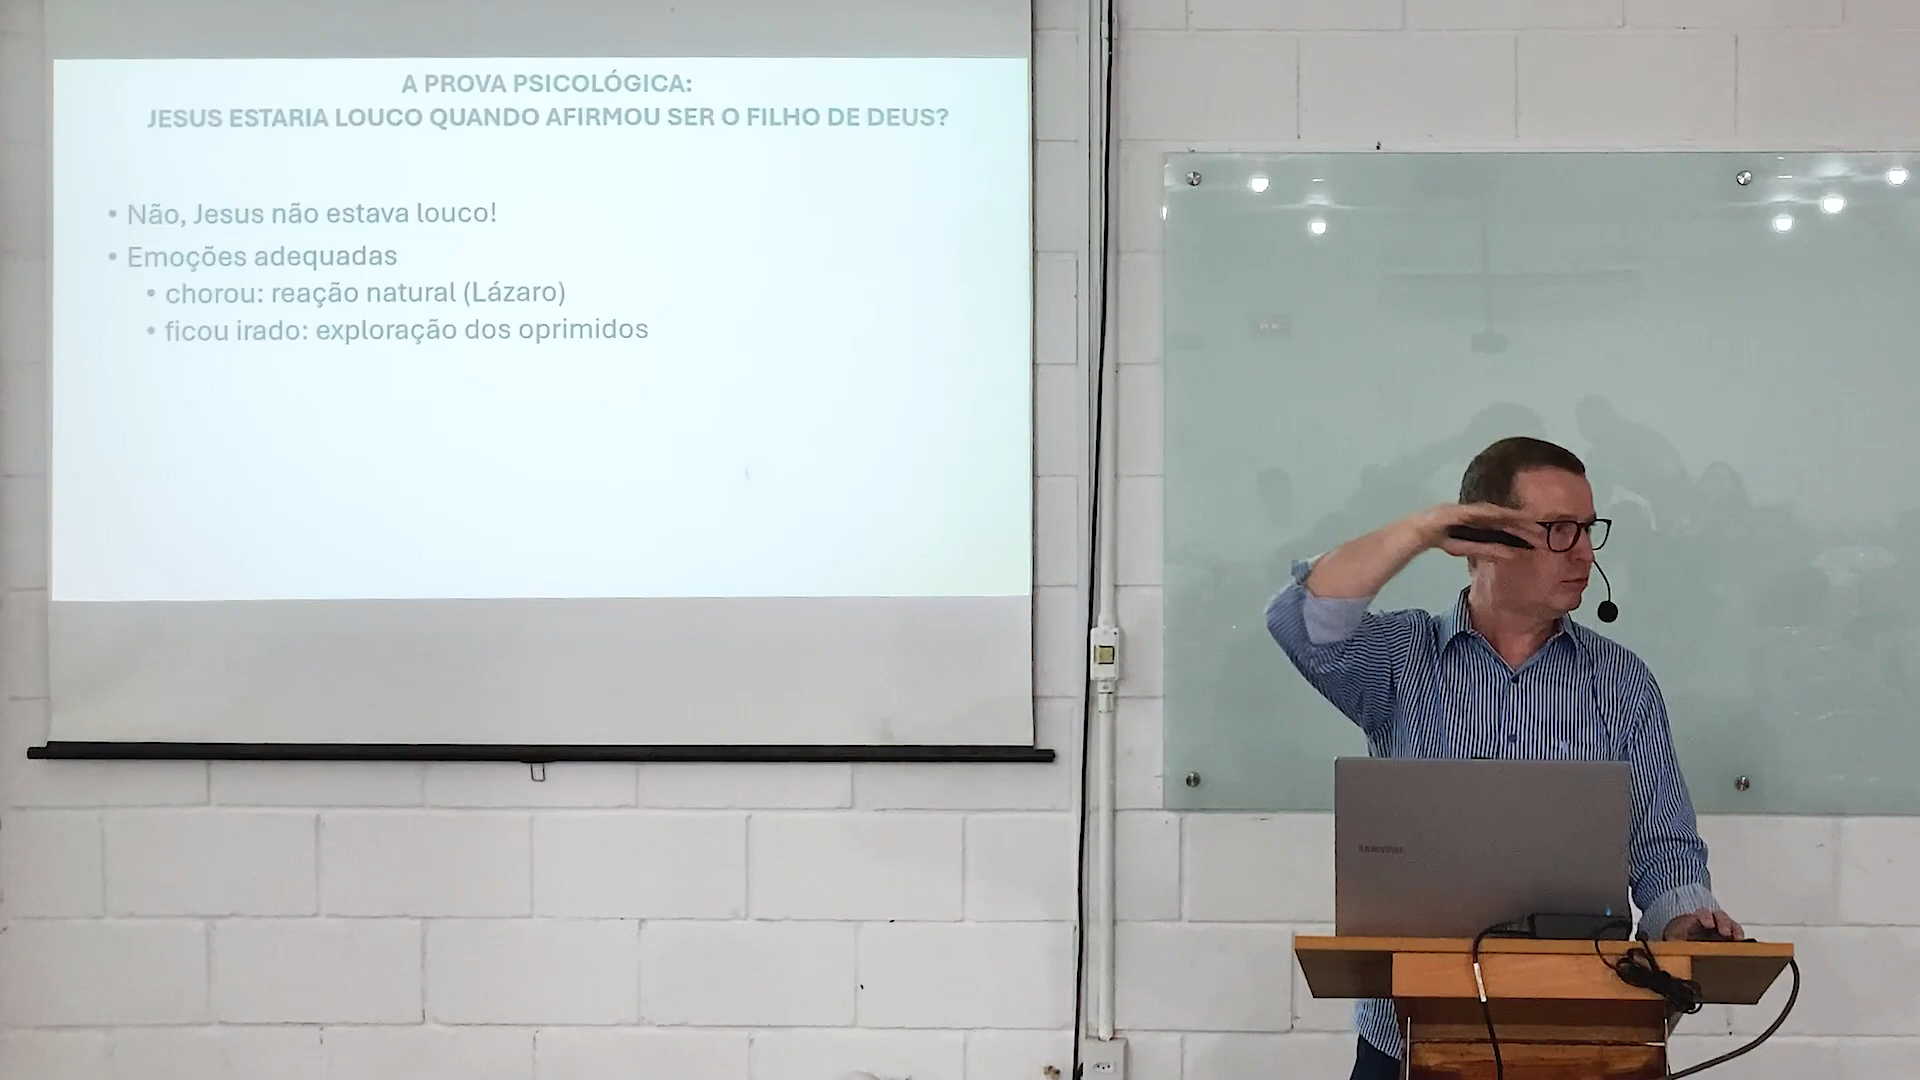 A PROVA PSICOLÓGICA:
JESUS ESTARIA LOUCO QUANDO AFIRMOU SER O FILHO DE DEUS?
• Não, Jesus não estava louco!
• Emoções adequadas
• chorou: reação natural (Lázaro)
• ficou irado: exploração dos oprimidos
SAMSUNG